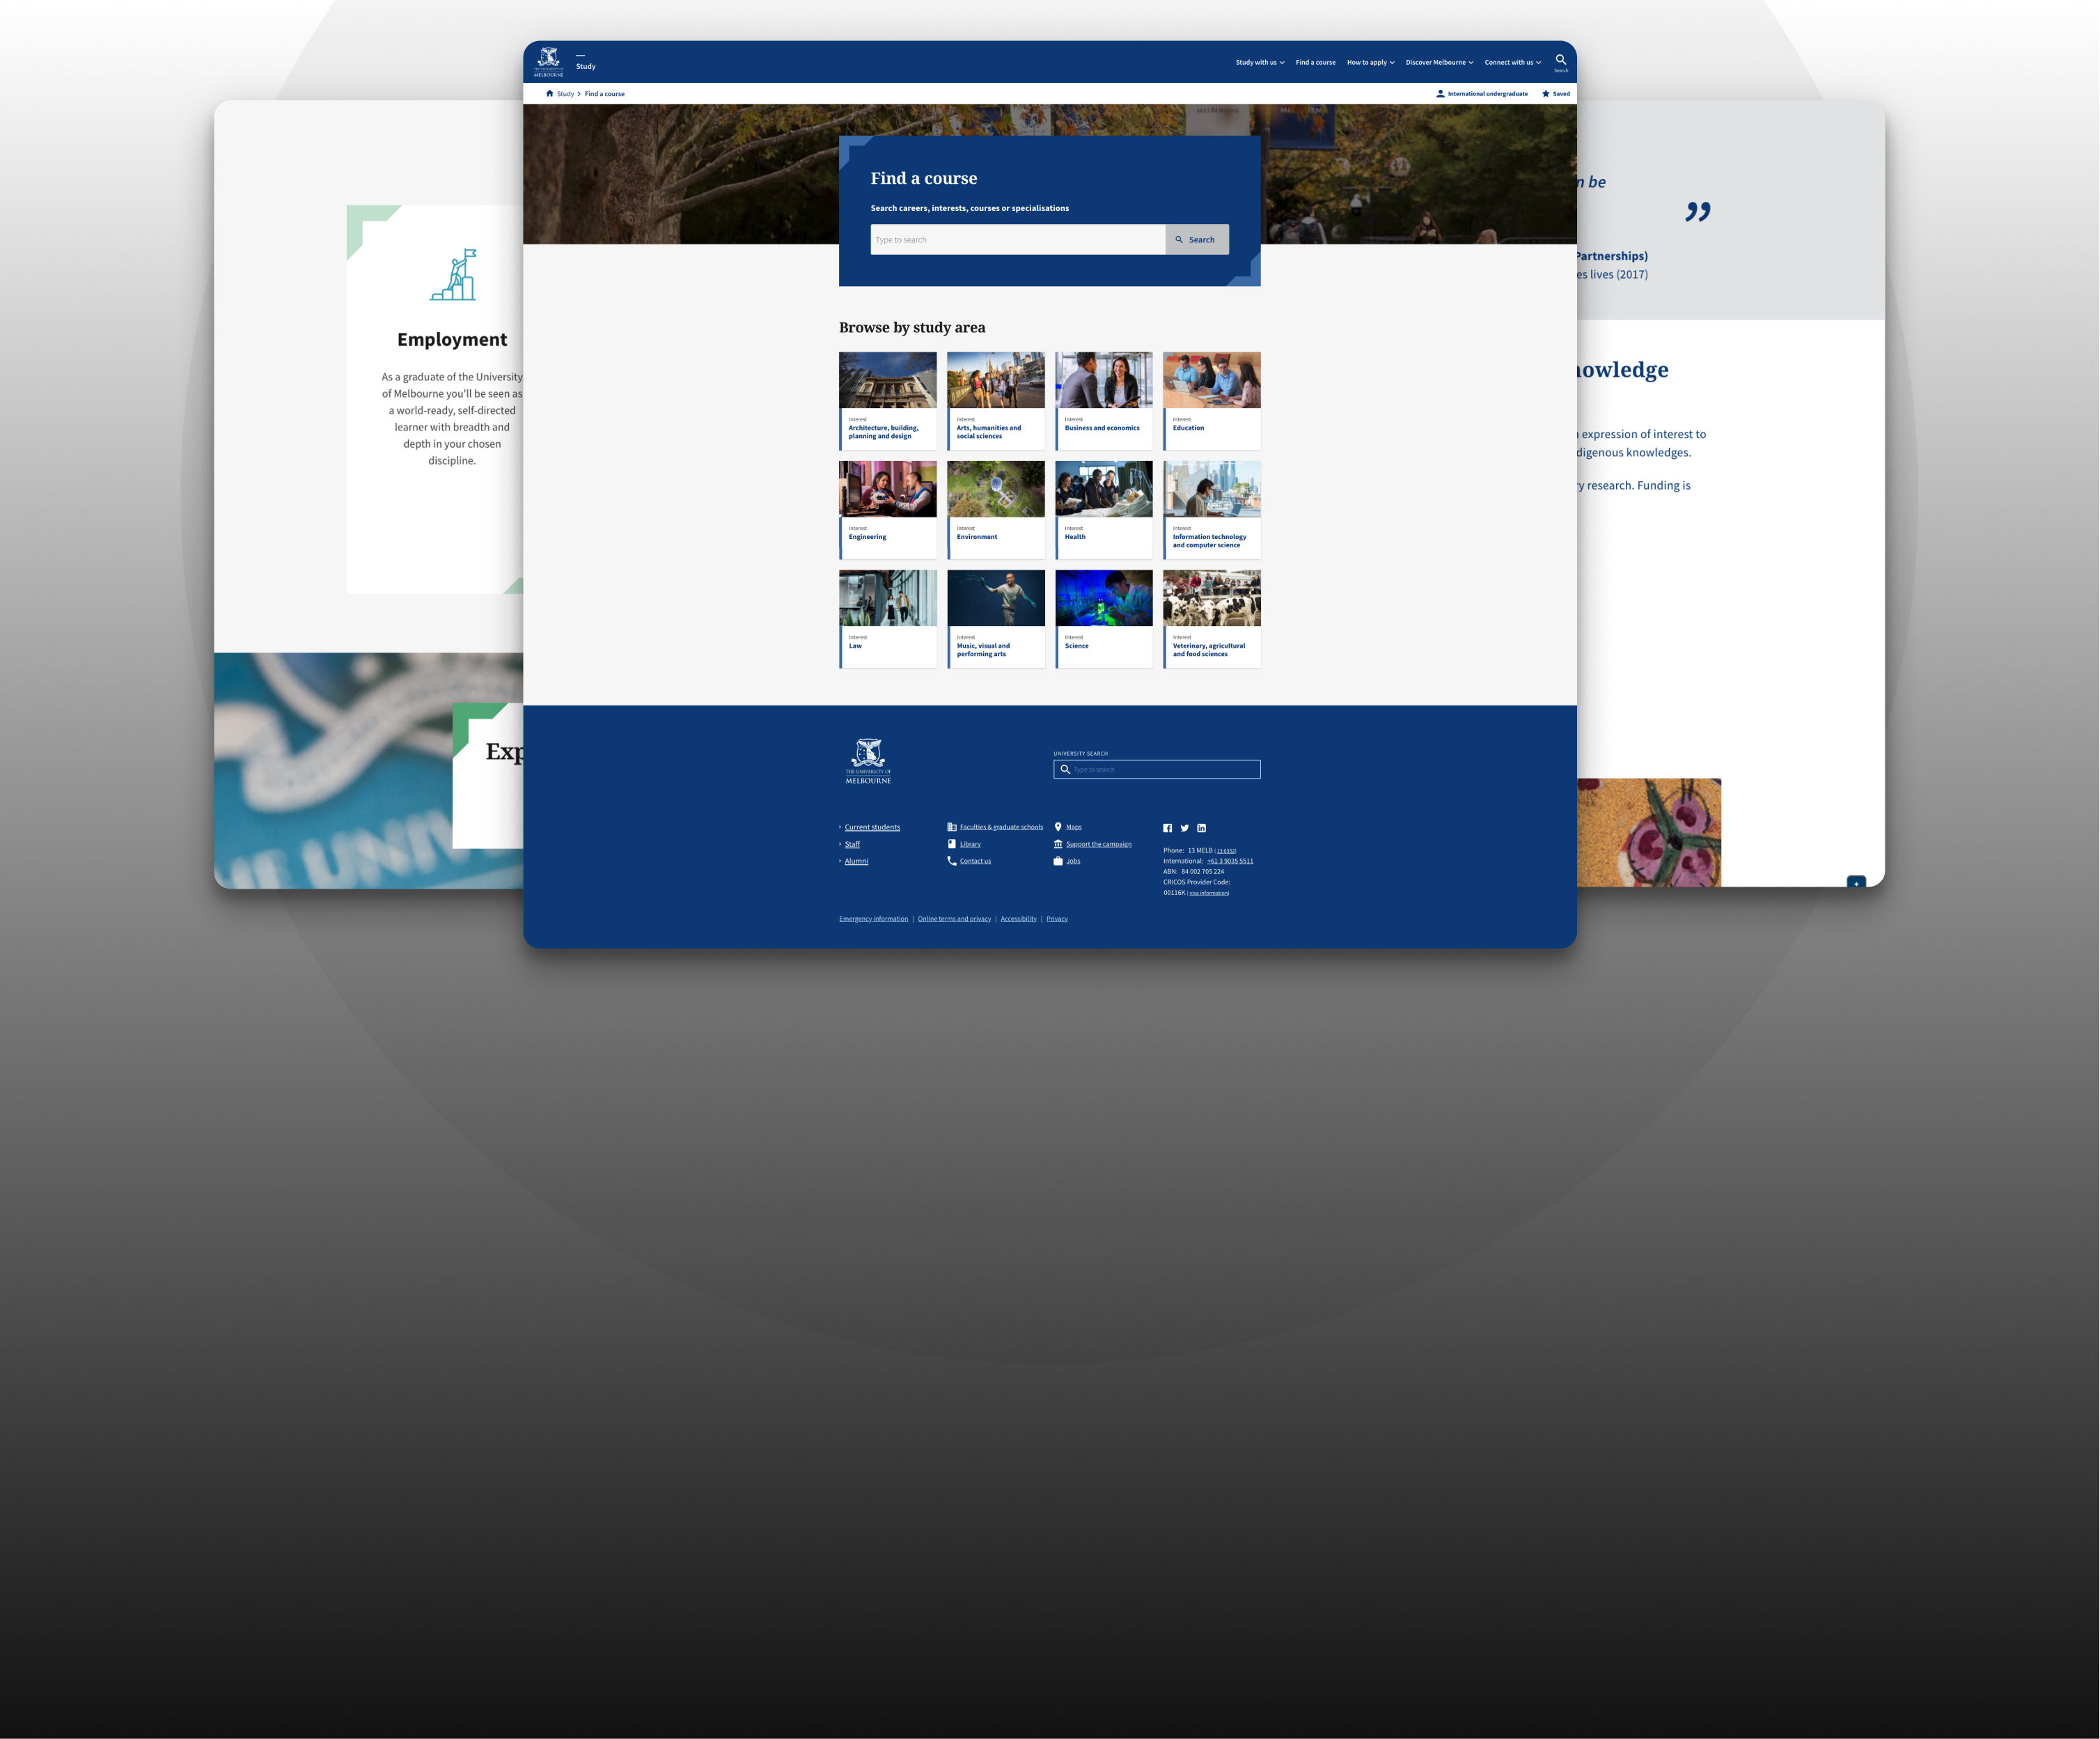 THE UNIVERSITY OF
MELBOURNE
Study
Study with us
Find a course
How to apply
Discover Melbourne
Connect with us
Search
Study > Find a course
International undergraduate
Saved
Find a course
Search careers, interests, courses or specialisations
Type to search
Search
Browse by study area
Interest
Architecture, building,
planning and design
Interest
Arts, humanities and
social sciences
Interest
Business and economics
Interest
Education
Interest
Engineering
Interest
Environment
Interest
Health
Interest
Information technology
and computer science
Interest
Law
Interest
Music, visual and
performing arts
Interest
Science
Interest
Veterinary, agricultural
and food sciences
THE UNIVERSITY OF
MELBOURNE
UNIVERSITY SEARCH
Type to search
Current students
Staff
Alumni
Faculties & graduate schools
Library
Contact us
Maps
Support the campaign
Jobs
Phone: 13 MELB ( 13 6352)
International: +61 3 9035 5511
ABN: 84 002 705 224
CRICOS Provider Code:
00116K ( visa information)
Emergency information | Online terms and privacy | Accessibility | Privacy
Employment
As a graduate of the University
of Melbourne you'll be seen as
a world-ready, self-directed
learner with breadth and
depth in your chosen
discipline.
Exp
UNIV
n be
”
Partnerships)
es lives (2017)
nowledge
expression of interest to
digenous knowledges.
ry research. Funding is